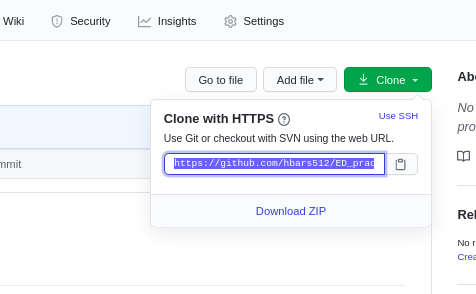 Wiki Security Insights Settings
Go to file Add file Clone
Abo
Clone with HTTPS ? Use SSH
No
Use Git or checkout with SVN using the web URL.
pro
mmit https://github.com/hbars512/ED_prac
Download ZIP
Rel
No r
Crea